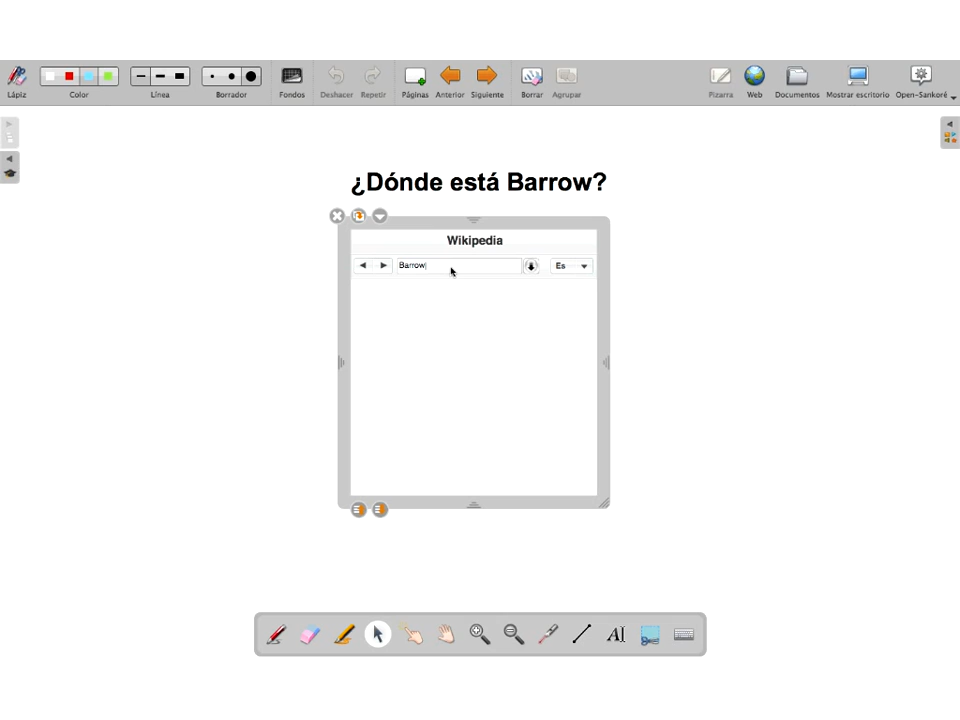 Lápiz Color Línea Borrador Fondos Deshacer Repetir Páginas Anterior Siguiente Borrar Agrupar Pizarra Web Documentos Mostrar escritorio Open-Sankoré
¿Dónde está Barrow?
Wikipedia
Barrow Es
AI